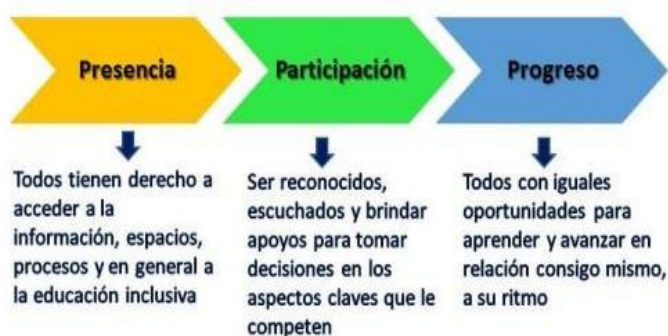 Presencia
Participación
Progreso
Todos tienen derecho a
acceder a la
información, espacios,
procesos y en general a
la educación inclusiva
Ser reconocidos,
escuchados y brindar
apoyos para tomar
decisiones en los
aspectos claves que le
competen
Todos con iguales
oportunidades para
aprender y avanzar en
relación consigo mismo,
a su ritmo